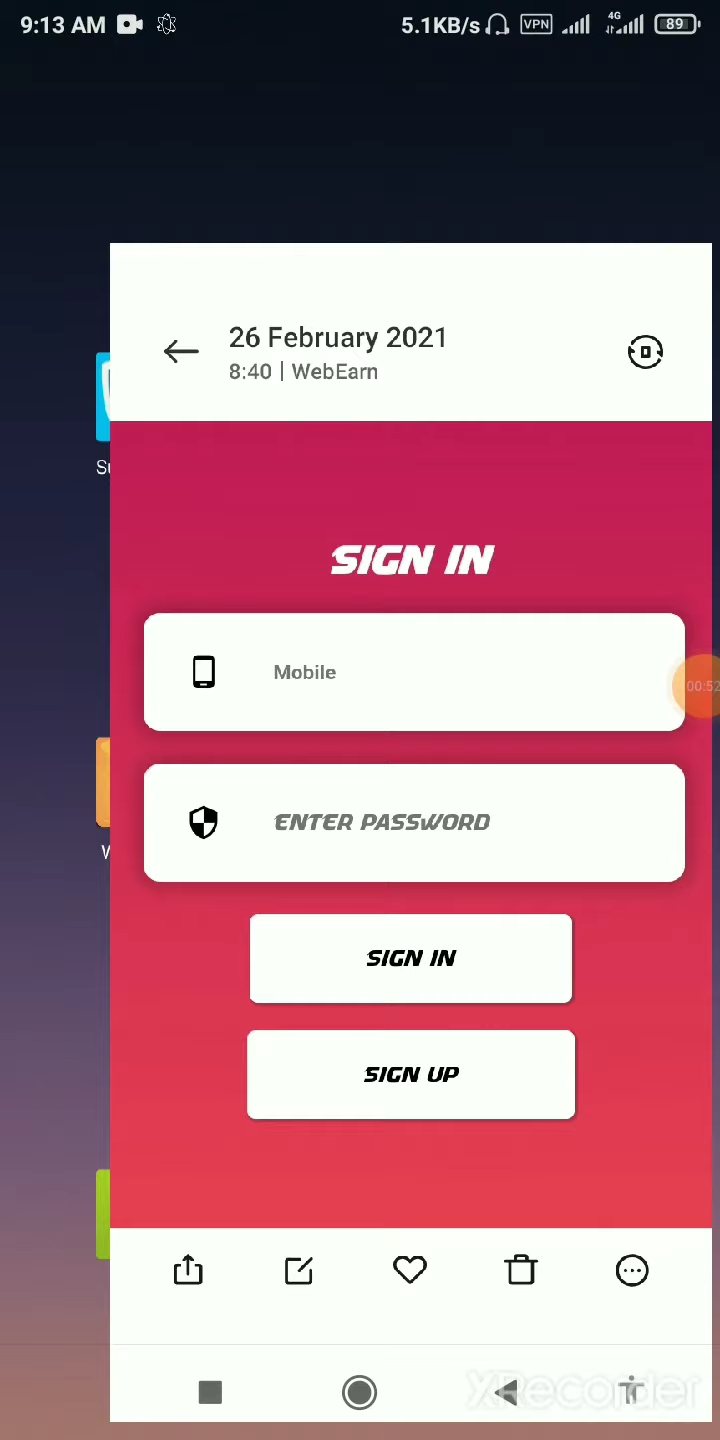 9:13 AM 5.1KB/s VPN 4G 89
26 February 2021
8:40 | WebEarn
SIGN IN
Mobile
00:52
ENTER PASSWORD
SIGN IN
SIGN UP
XRecorder